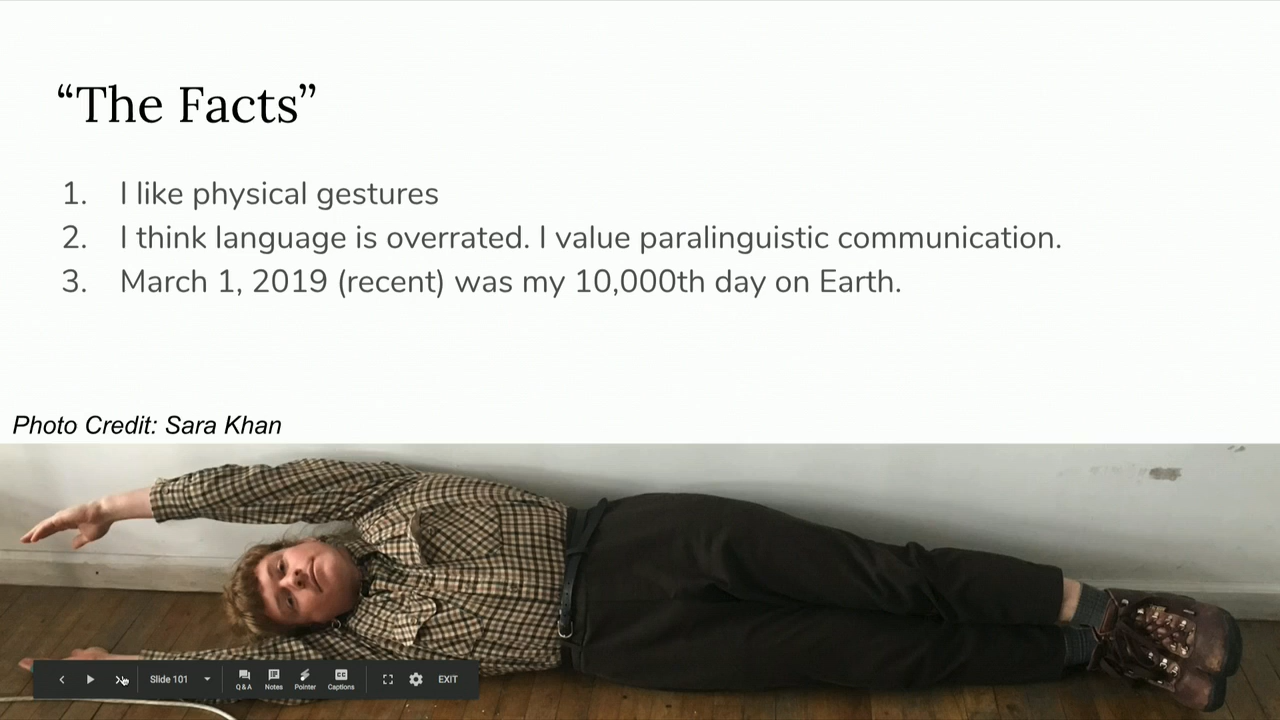 “The Facts”
1. I like physical gestures
2. I think language is overrated. I value paralinguistic communication.
3. March 1, 2019 (recent) was my 10,000th day on Earth.
Photo Credit: Sara Khan
Slide 101 Q&A Notes Pointer CC Captions EXIT